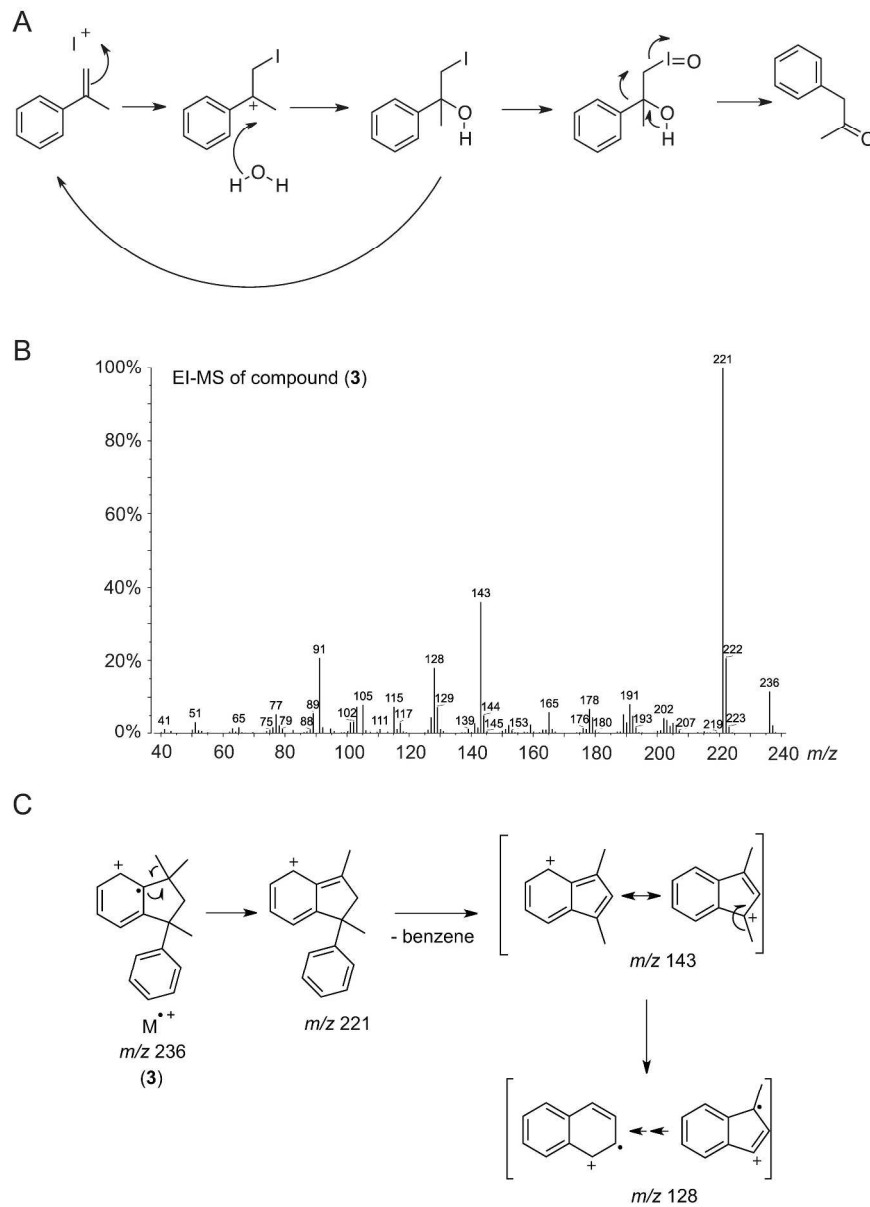 A
I +
I
+
H O H
I
O
H
I=O
O
H
O
B
100%
80%
60%
40%
20%
0%
EI-MS of compound (3)
221
143
91
128
222
236
41
51
65
75
77
79
88
89
102
105
111
115
117
129
139
144
145
153
165
176
178
180
191
193
202
207
219
223
40 60 80 100 120 140 160 180 200 220 240 m/z
C
+
+
+
+
- benzene
M•+
m/z 236
(3)
m/z 221
m/z 143
+
+
m/z 128